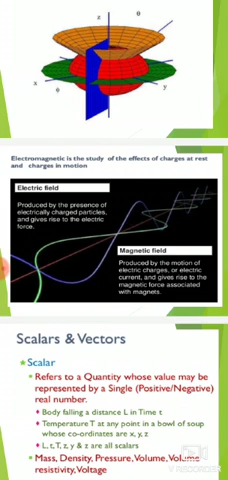 z
θ
x
φ
y
Electromagnetic is the study of the effects of charges at rest
and charges in motion
Electric field
Produced by the presence of
electrically charged particles,
and gives rise to the electric
force.
Magnetic field
Produced by the motion of
electric charges, or electric
current, and gives rise to the
magnetic force associated
with magnets.
Scalars & Vectors
Scalar
Refers to a Quantity whose value may be
represented by a Single (Positive/Negative)
real number.
Body falling a distance L in Time t
Temperature T at any point in a bowl of soup
whose co-ordinates are x, y, z
L, t, T, z, y & z are all scalars
Mass, Density, Pressure, Volume, Volume
resistivity, Voltage